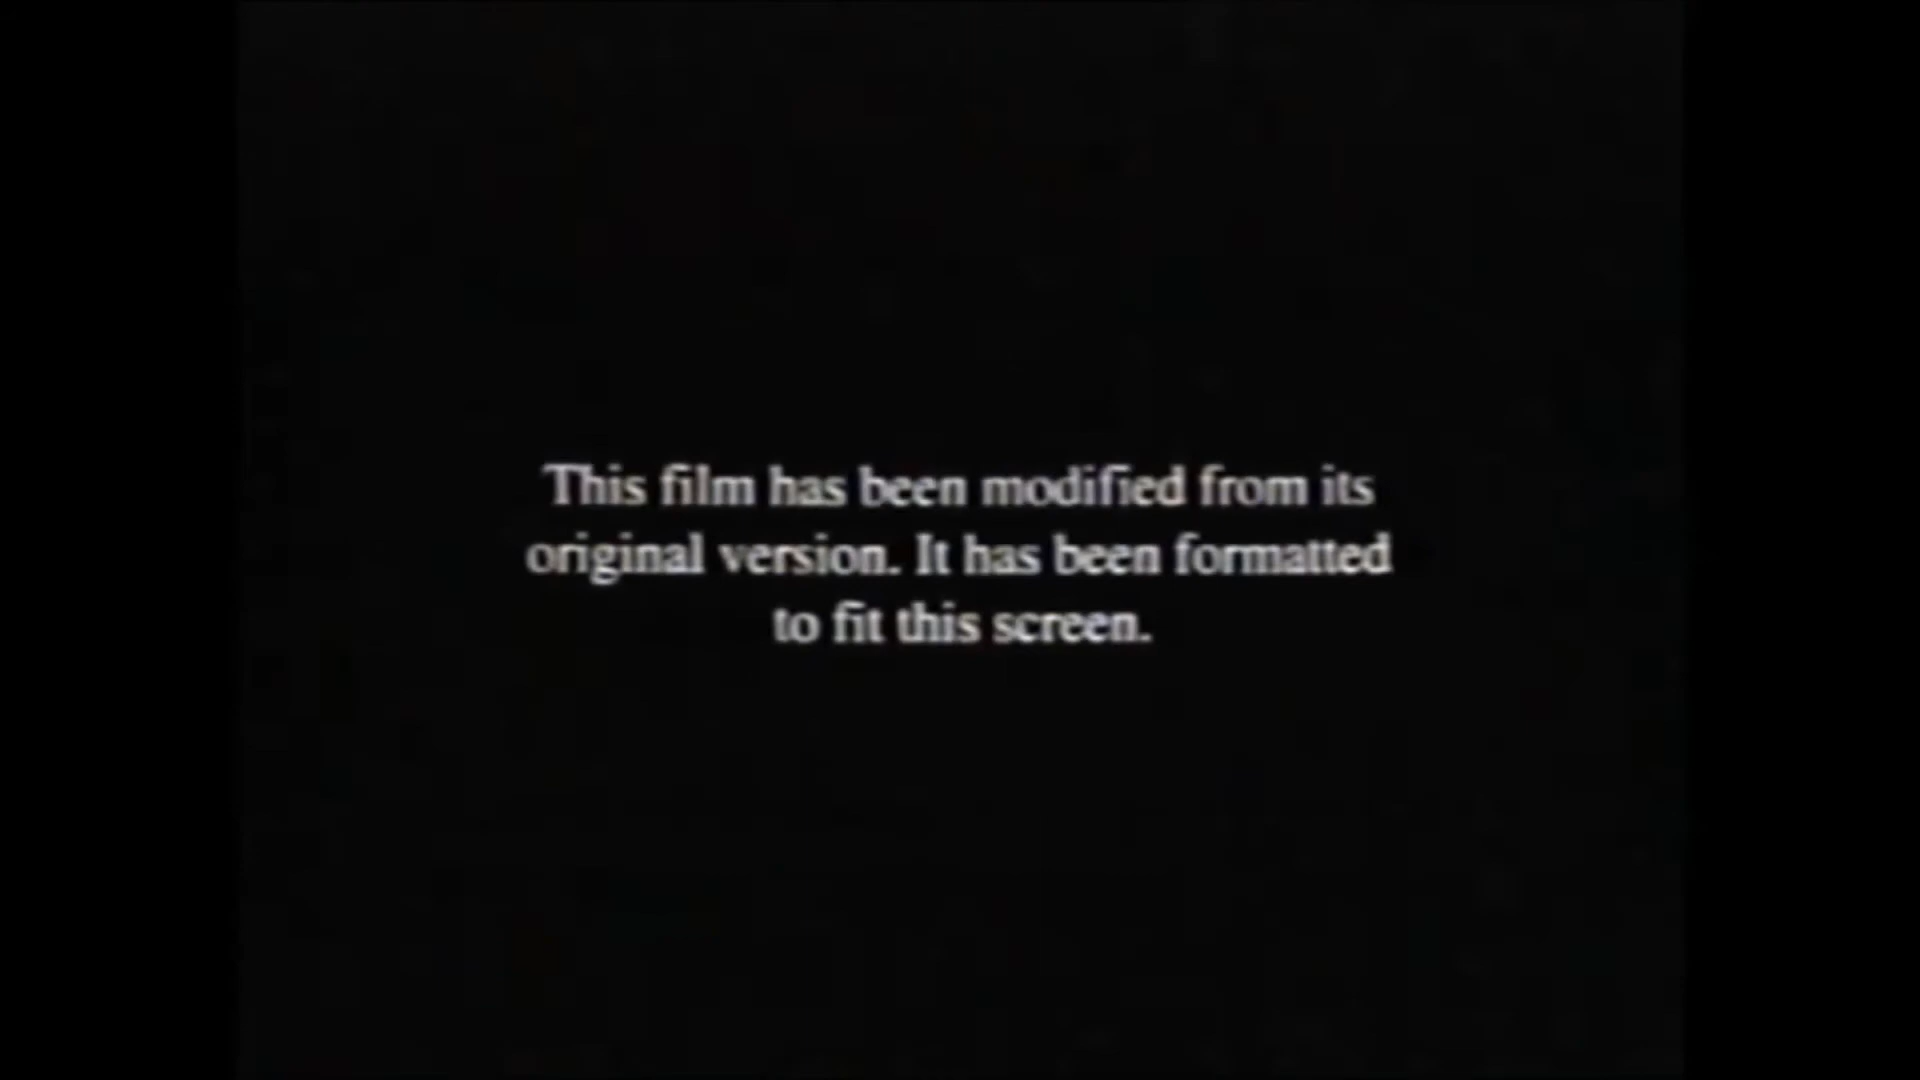 This film has been modified from its
original version. It has been formatted
to fit this screen.